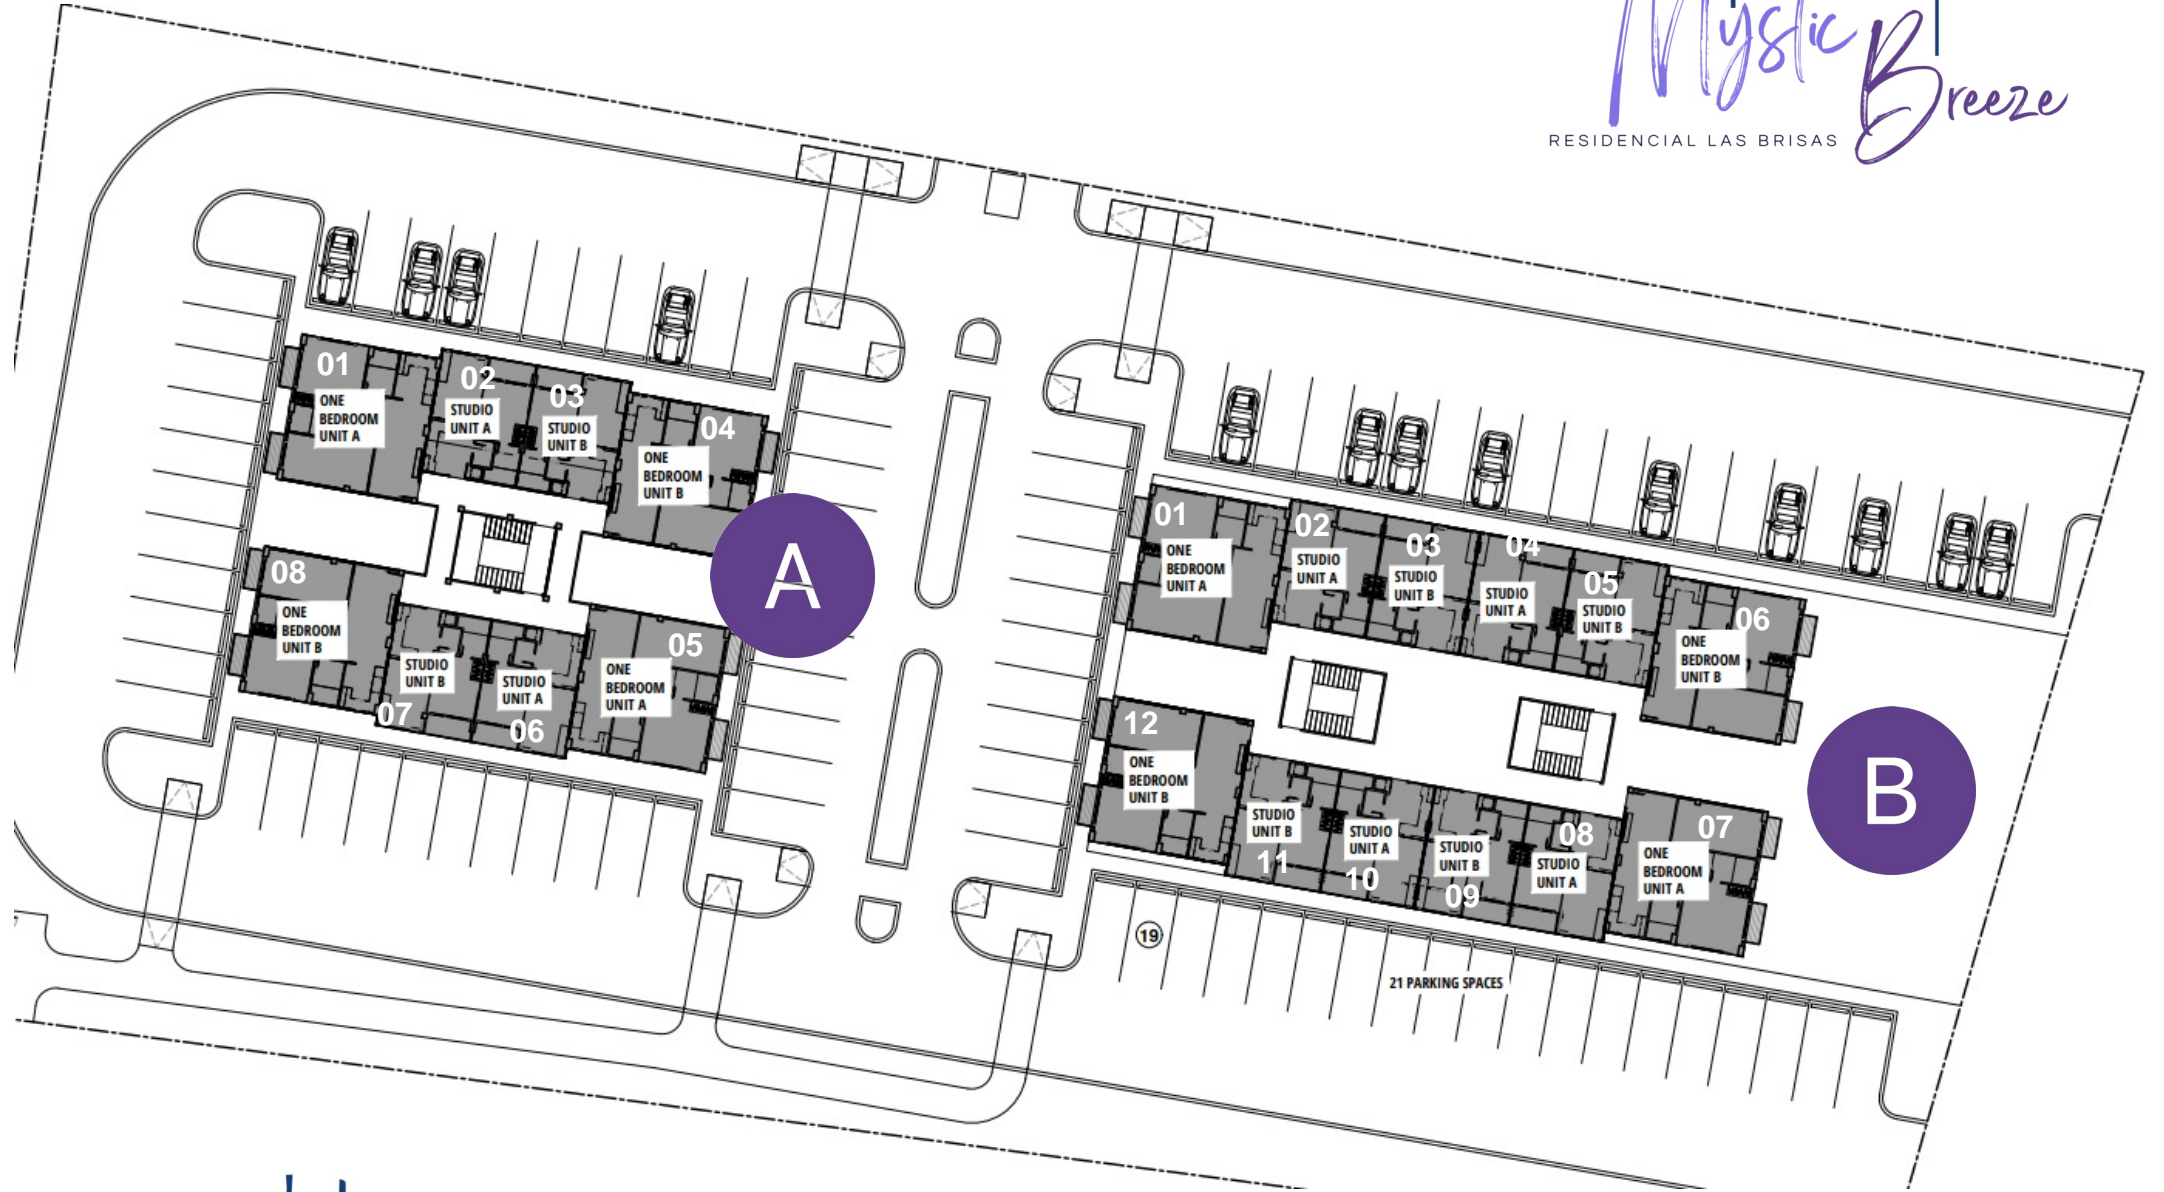 Mystic
Breeze
RESIDENCIAL LAS BRISAS
01
ONE
BEDROOM
UNIT A
02
STUDIO
UNIT A
03
STUDIO
UNIT B
04
ONE
BEDROOM
UNIT B
08
ONE
BEDROOM
UNIT B
07
STUDIO
UNIT B
STUDIO
UNIT A
06
05
ONE
BEDROOM
UNIT A
A
01
ONE
BEDROOM
UNIT A
02
STUDIO
UNIT A
03
STUDIO
UNIT B
04
STUDIO
UNIT A
05
STUDIO
UNIT B
06
ONE
BEDROOM
UNIT B
12
ONE
BEDROOM
UNIT B
STUDIO
UNIT B
11
STUDIO
UNIT A
10
STUDIO
UNIT B
09
08
STUDIO
UNIT A
07
ONE
BEDROOM
UNIT A
B
19
21 PARKING SPACES